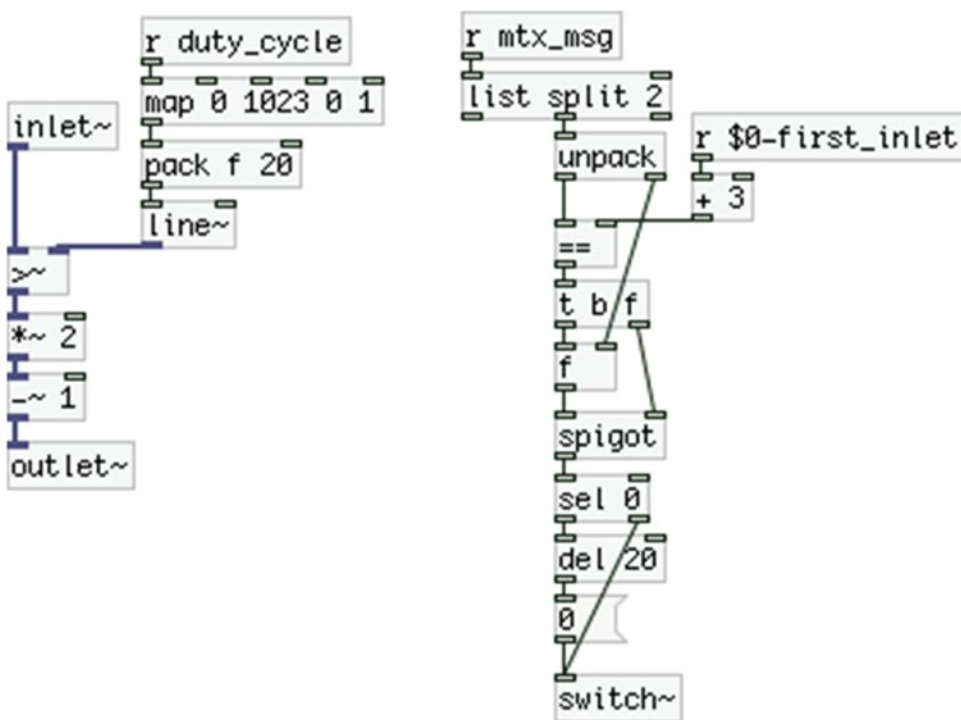 r duty_cycle
map 0 1023 0 1
pack f 20
line~
inlet~
>~
*~ 2
-~ 1
outlet~
r mtx_msg
list split 2
unpack
r $0-first_inlet
+ 3
==
t b f
f
spigot
sel 0
del 20
0
switch~